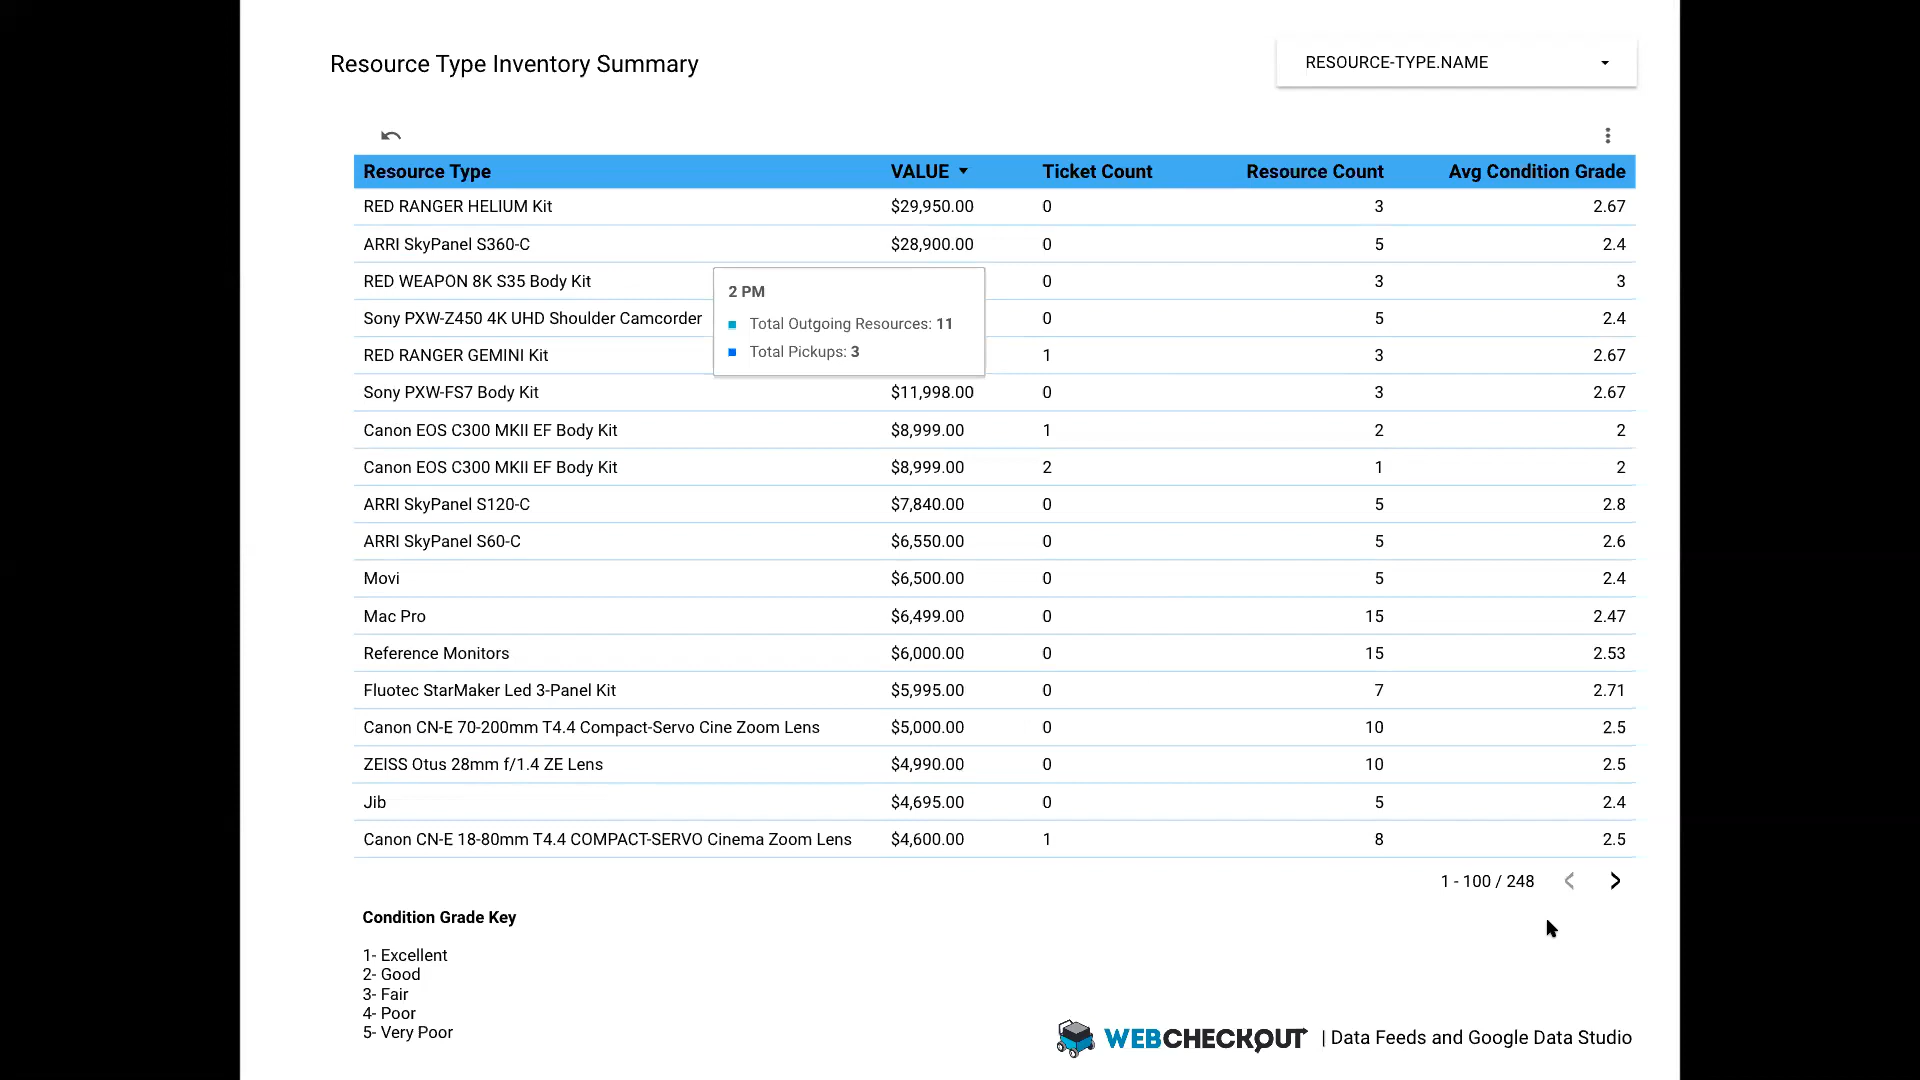 Resource Type Inventory Summary
RESOURCE-TYPE.NAME
Resource Type VALUE Ticket Count Resource Count Avg Condition Grade
RED RANGER HELIUM Kit $29,950.00 0 3 2.67
ARRI SkyPanel S360-C $28,900.00 0 5 2.4
RED WEAPON 8K S35 Body Kit 0 3 3
Sony PXW-Z450 4K UHD Shoulder Camcorder 0 5 2.4
RED RANGER GEMINI Kit 1 3 2.67
2 PM
Total Outgoing Resources: 11
Total Pickups: 3
Sony PXW-FS7 Body Kit $11,998.00 0 3 2.67
Canon EOS C300 MKII EF Body Kit $8,999.00 1 2 2
Canon EOS C300 MKII EF Body Kit $8,999.00 2 1 2
ARRI SkyPanel S120-C $7,840.00 0 5 2.8
ARRI SkyPanel S60-C $6,550.00 0 5 2.6
Movi $6,500.00 0 5 2.4
Mac Pro $6,499.00 0 15 2.47
Reference Monitors $6,000.00 0 15 2.53
Fluotec StarMaker Led 3-Panel Kit $5,995.00 0 7 2.71
Canon CN-E 70-200mm T4.4 Compact-Servo Cine Zoom Lens $5,000.00 0 10 2.5
ZEISS Otus 28mm f/1.4 ZE Lens $4,990.00 0 10 2.5
Jib $4,695.00 0 5 2.4
Canon CN-E 18-80mm T4.4 COMPACT-SERVO Cinema Zoom Lens $4,600.00 1 8 2.5
1 - 100 / 248
Condition Grade Key
1- Excellent
2- Good
3- Fair
4- Poor
5- Very Poor
WEBCHECKOUT | Data Feeds and Google Data Studio